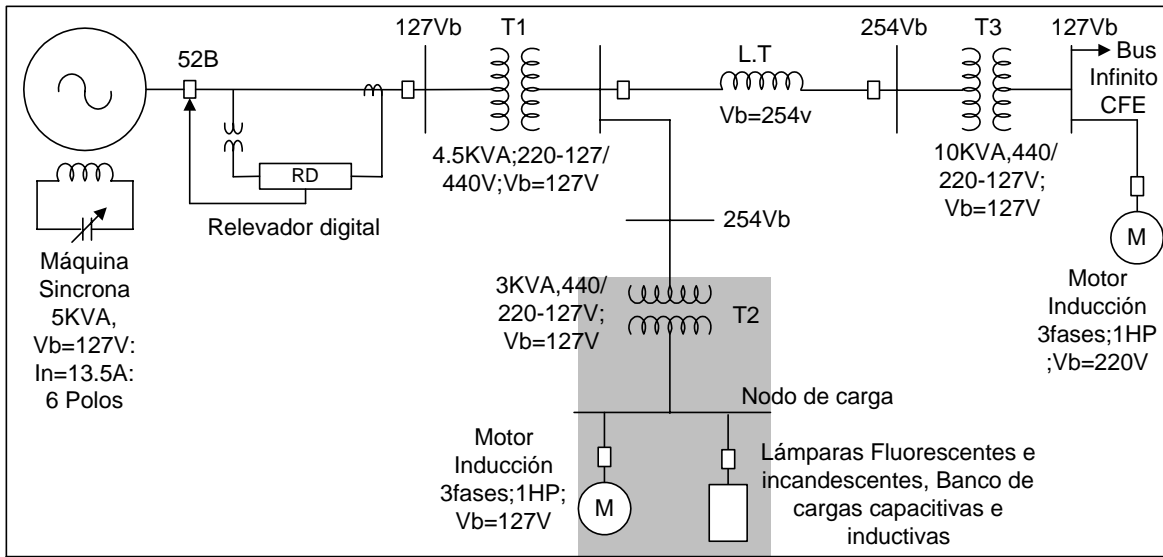 127Vb
T1
254Vb
T3
127Vb
52B
L.T
Bus
Infinito
CFE
Vb=254v
4.5KVA;220-127/
440V;Vb=127V
10KVA,440/
220-127V;
Vb=127V
RD
Relevador digital
254Vb
M
Máquina
Sincrona
5KVA,
Vb=127V:
In=13.5A:
6 Polos
Motor
Inducción
3fases;1HP
;Vb=220V
3KVA,440/
220-127V;
Vb=127V
T2
Nodo de carga
Motor
Inducción
3fases;1HP;
Vb=127V
M
Lámparas Fluorescentes e
incandescentes, Banco de
cargas capacitivas e
inductivas